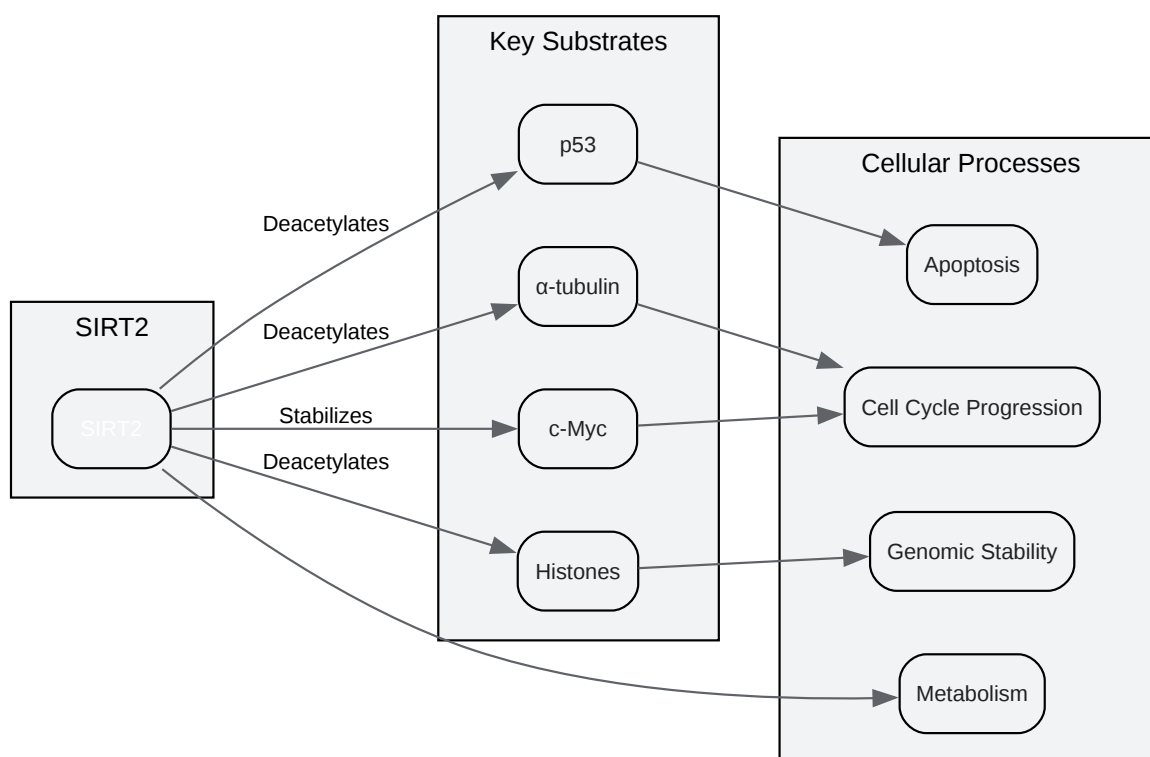 Key Substrates
p53
Cellular Processes
Deacetylates
Apoptosis
α-tubulin
SIRT2
Deacetylates
SIRT2
Stabilizes
c-Myc
Cell Cycle Progression
Deacetylates
Histones
Genomic Stability
Metabolism